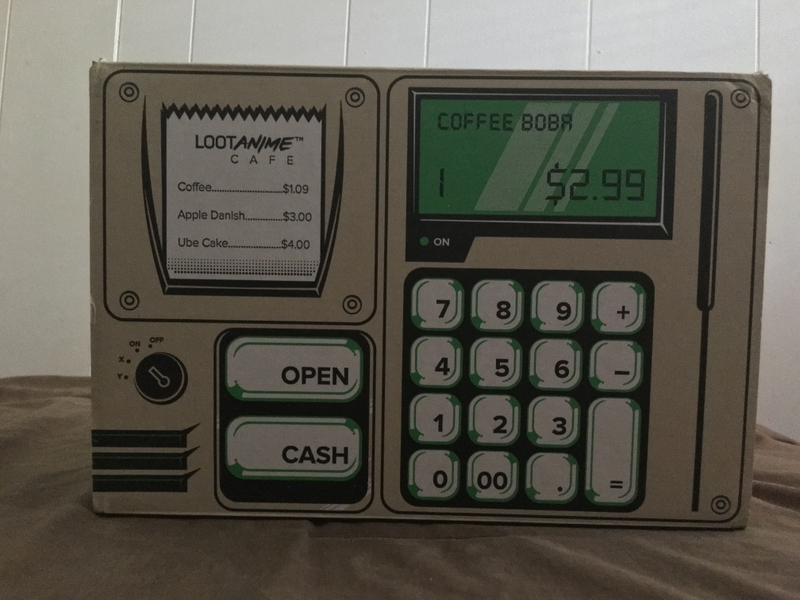 LOOTANIME™
CAFE
Coffee..................$1.09
Apple Danish..........$3.00
Ube Cake..............$4.00
COFFEE BOBA
1 $2.99
ON
ON OFF
X
Y
OPEN
CASH
7 8 9 +
4 5 6 –
1 2 3
0 00 . =